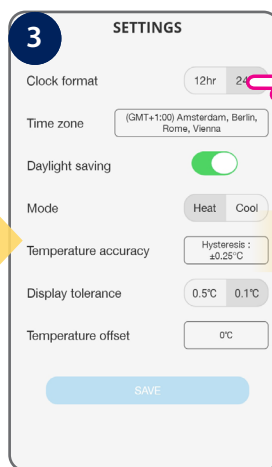 3
SETTINGS
Clock format 12hr
Time zone (GMT+1:00) Amsterdam, Berlin,
Rome, Vienna
Daylight saving
Mode Heat Cool
Temperature accuracy Hysteresis :
±0.25°C
Display tolerance 0.5°C 0.1°C
Temperature offset 0°C
SAVE